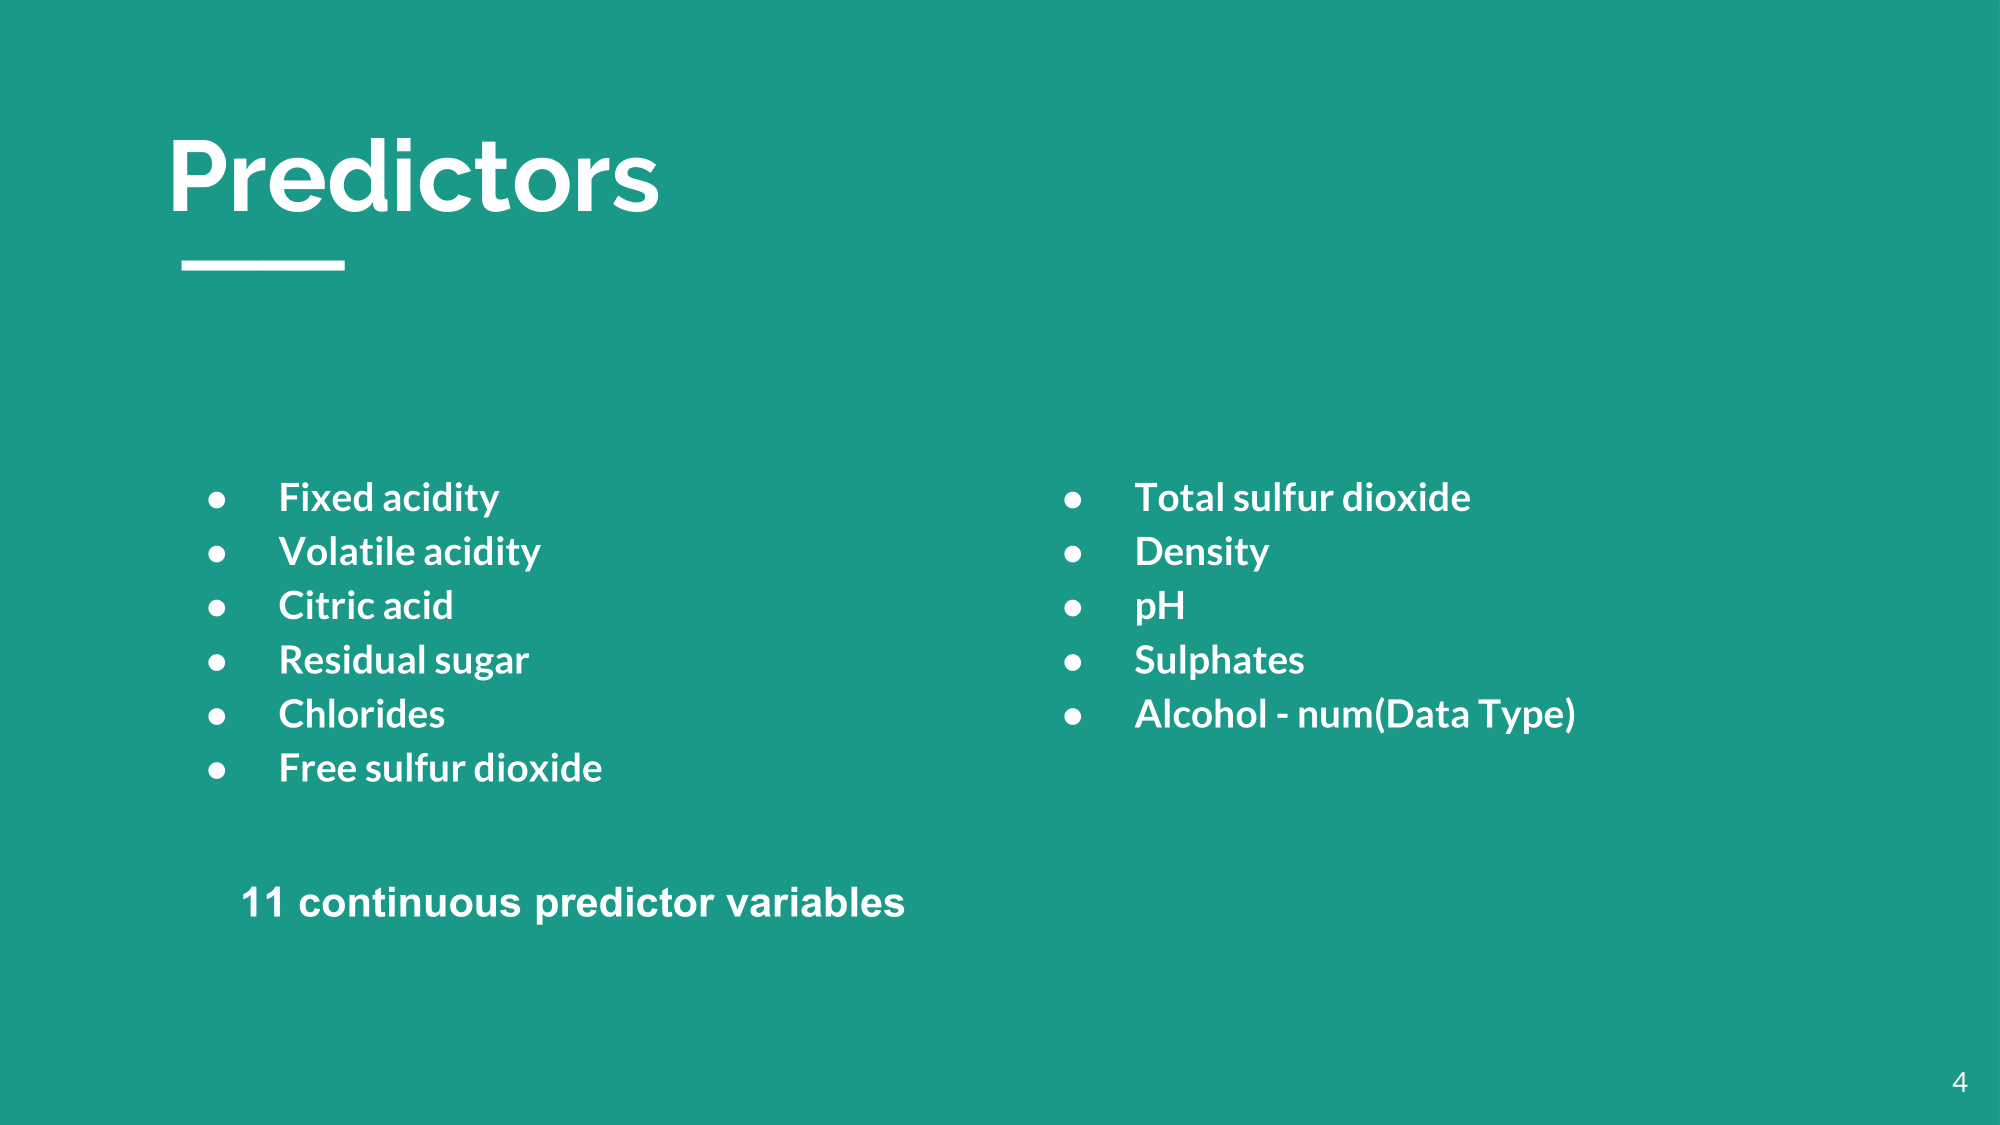 Predictors
● Fixed acidity
● Volatile acidity
● Citric acid
● Residual sugar
● Chlorides
● Free sulfur dioxide
● Total sulfur dioxide
● Density
● pH
● Sulphates
● Alcohol - num(Data Type)
11 continuous predictor variables
4